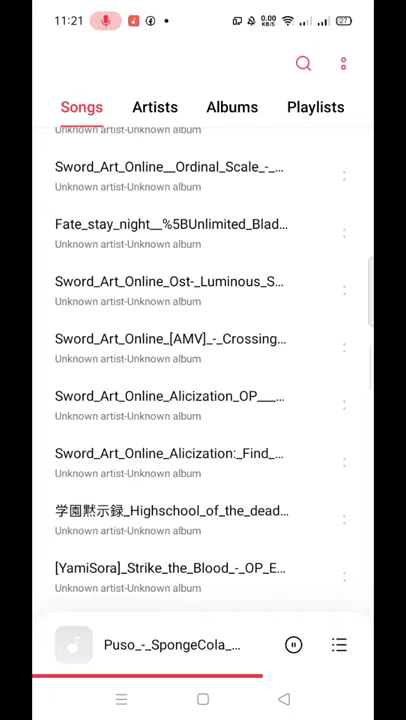 11:21 0.00 KB/S 27
Songs Artists Albums Playlists
Unknown artist-Unknown album
Sword_Art_Online__Ordinal_Scale_-_...
Unknown artist-Unknown album
Fate_stay_night__%5BUnlimited_Blad...
Unknown artist-Unknown album
Sword_Art_Online_Ost-_Luminous_S...
Unknown artist-Unknown album
Sword_Art_Online_[AMV]_-_Crossing...
Unknown artist-Unknown album
Sword_Art_Online_Alicization_OP___...
Unknown artist-Unknown album
Sword_Art_Online_Alicization:_Find_...
Unknown artist-Unknown album
学園黙示録_Highschool_of_the_dead...
Unknown artist-Unknown album
[YamiSora]_Strike_the_Blood_-_OP_E...
Unknown artist-Unknown album
Puso_-_SpongeCola_...